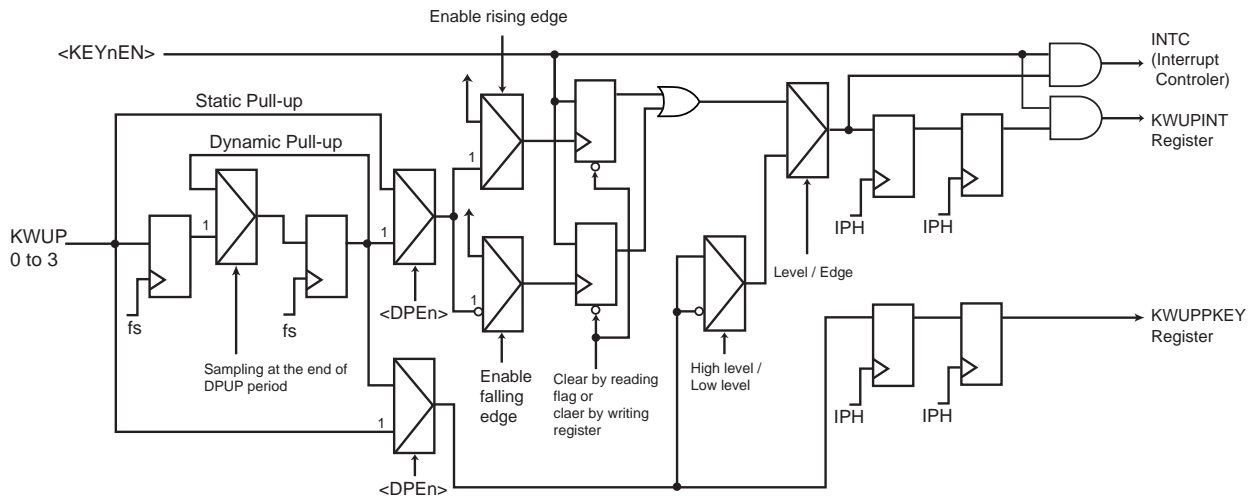 Enable rising edge
<KEYnEN>
INTC
(Interrupt
Controler)
Static Pull-up
Dynamic Pull-up
KWUPINT
Register
1
1
1
1
KWUP
0 to 3
IPH
IPH
Level / Edge
fs
fs
<DPEn>
KWUPPKEY
Register
Sampling at the end of
DPUP period
Enable
falling
edge
Clear by reading
flag or
claer by writing
register
High level /
Low level
1
IPH
IPH
<DPEn>